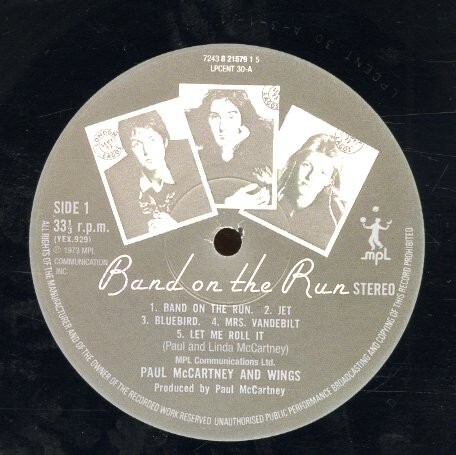 7243 8 21579 1 5
LPCENT 30-A
SIDE 1
33⅓ r.p.m.
(YEX.929)
℗ 1973 MPL
COMMUNICATION
INC.
mpl
Band on the Run
STEREO
1. BAND ON THE RUN. 2. JET
3. BLUEBIRD. 4. MRS. VANDEBILT
5. LET ME ROLL IT
(Paul and Linda McCartney)
MPL Communications Ltd.
PAUL McCARTNEY AND WINGS
Produced by Paul McCartney
ALL RIGHTS OF THE MANUFACTURER AND OF THE OWNER OF THE RECORDED WORK RESERVED UNAUTHORISED PUBLIC PERFORMANCE BROADCASTING AND COPYING OF THIS RECORD PROHIBITED
LPCENT 30 A